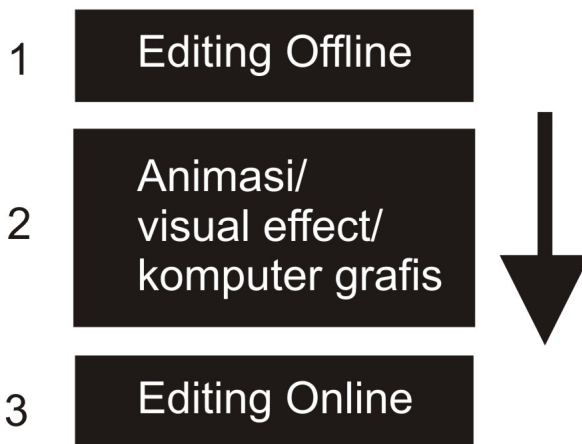 1 Editing Offline
2 Animasi/
visual effect/
komputer grafis
3 Editing Online